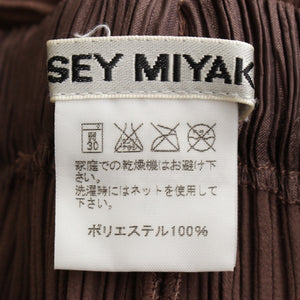 SEY MIYAK
30
家庭での乾燥機はお避け下
さい。
洗濯時にはネットを使用して
下さい。
ポリエステル100%